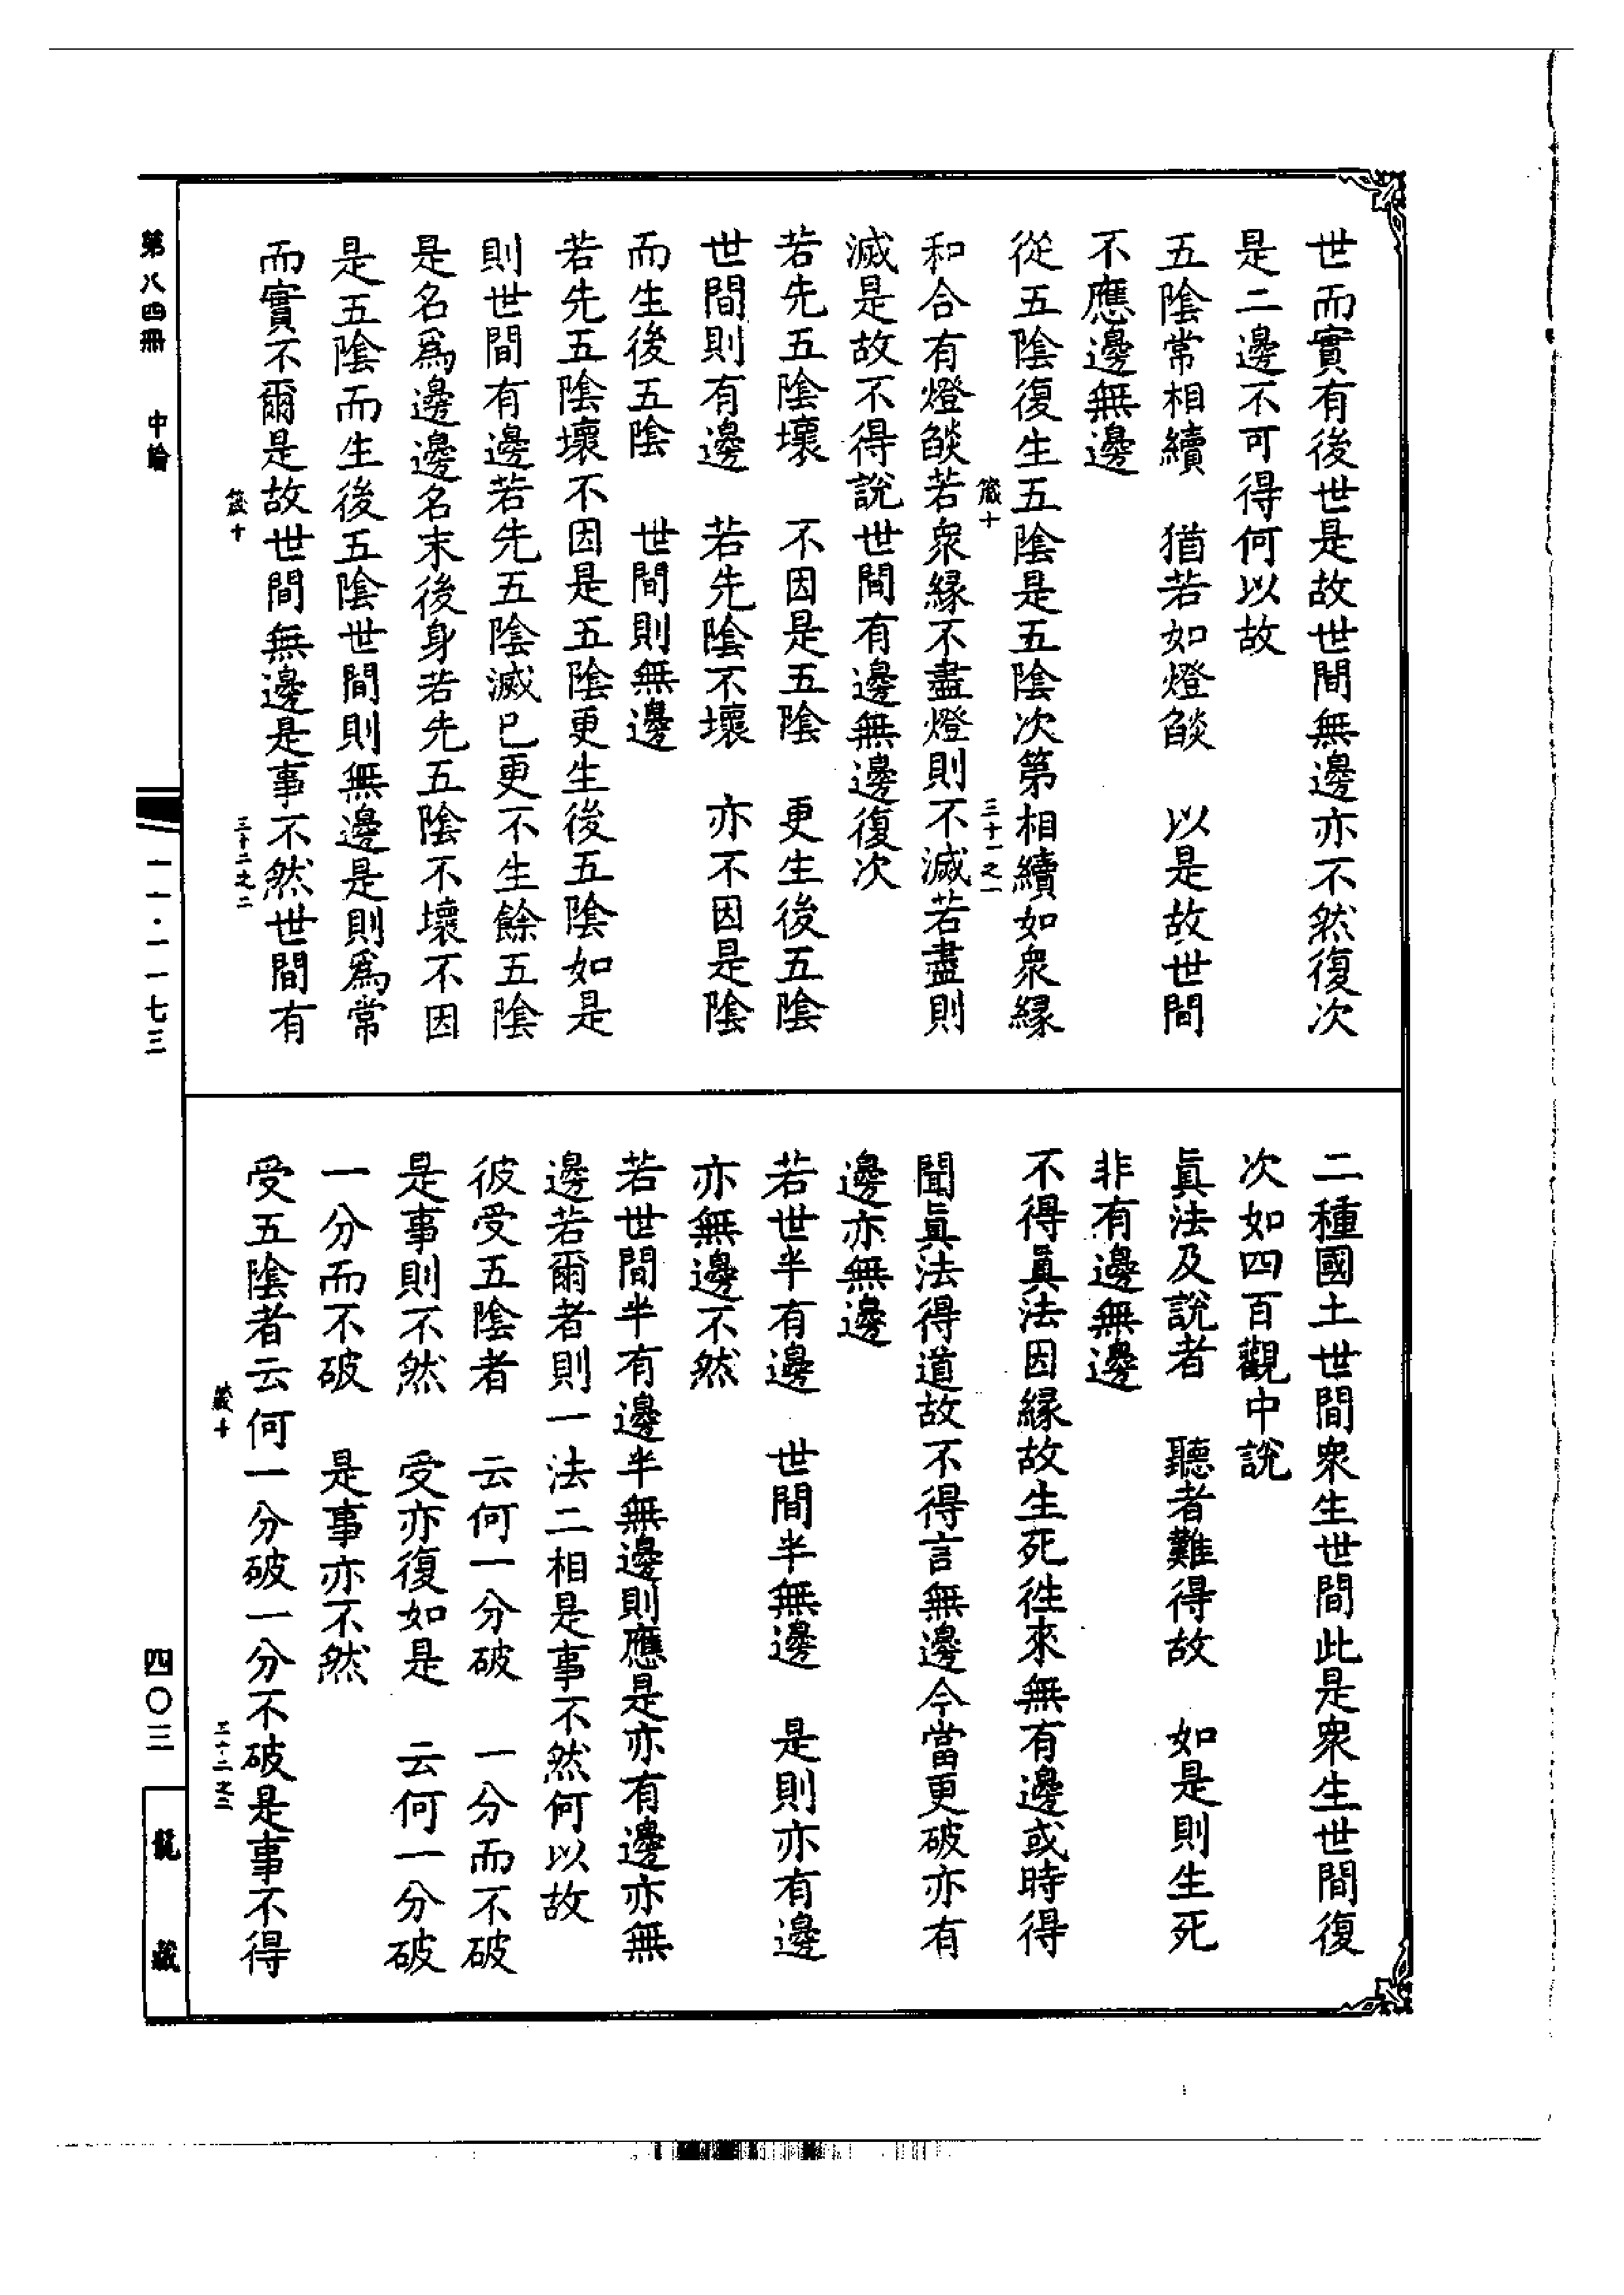 世而實有後世是故世間無邊亦不然復次
是二邊不可得何以故
五陰常相續　猶若如燈燄　以是故世間
不應邊無邊
從五陰復生五陰是五陰次第相續如衆緣
箴十　三十一之一
和合有燈燄若衆緣不盡燈則不滅若盡則
滅是故不得說世間有邊無邊復次
若先五陰壞　不因是五陰　更生後五陰
世間則有邊　若先陰不壞　亦不因是陰
而生後五陰　世間則無邊
若先五陰壞不因是五陰更生後五陰如是
則世間有邊若先五陰滅已更不生餘五陰
是名爲邊邊名末後身若先五陰不壞不因
是五陰而生後五陰世間則無邊是則爲常
而實不爾是故世間無邊是事不然世間有
箴十　三十二之二
二種國土世間衆生世間此是衆生世間復
次如四百觀中說
眞法及說者　聽者難得故　如是則生死
非有邊無邊
不得眞法因緣故生死徃來無有邊或時得
聞眞法得道故不得言無邊今當更破亦有
邊亦無邊
若世半有邊　世間半無邊　是則亦有邊
亦無邊不然
若世間半有邊半無邊則應是亦有邊亦無
邊若爾者則一法二相是事不然何以故
彼受五陰者　云何一分破　一分而不破
是事則不然　受亦復如是　云何一分破
一分而不破　是事亦不然
受五陰者云何一分破一分不破是事不得
箴十　三十二之二
第八四冊　中論
一一·一一七三
四〇三
龍藏